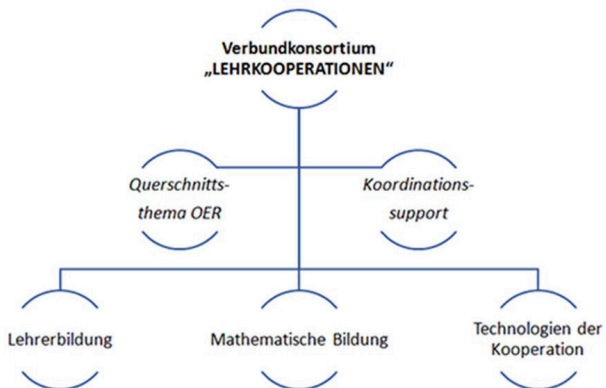 Verbundkonsortium
„LEHRKOOPERATIONEN“
Querschnitts-
thema OER
Koordinations-
support
Lehrerbildung
Mathematische Bildung
Technologien der
Kooperation